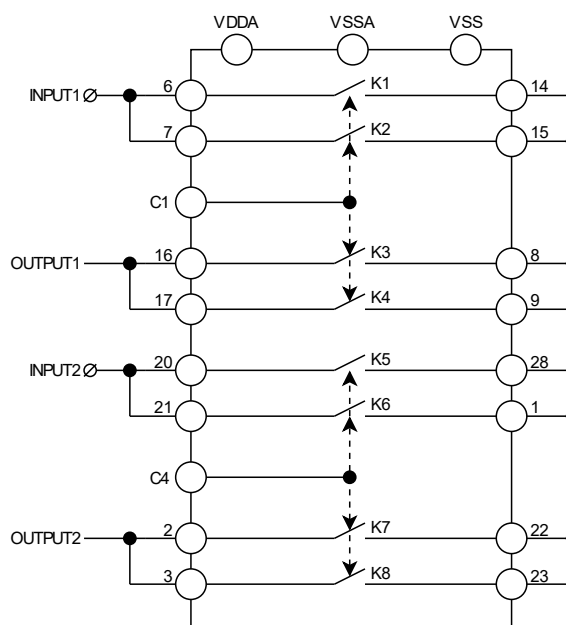 VDDA VSSA VSS
6 K1 14
INPUT1
7 K2 15
C1
16 K3 8
OUTPUT1
17 K4 9
20 K5 28
INPUT2
21 K6 1
C4
2 K7 22
OUTPUT2
3 K8 23